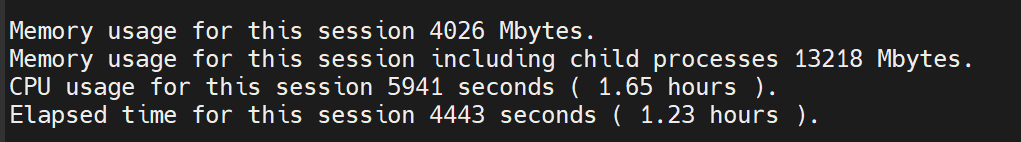 Memory usage for this session 4026 Mbytes.
Memory usage for this session including child processes 13218 Mbytes.
CPU usage for this session 5941 seconds ( 1.65 hours ).
Elapsed time for this session 4443 seconds ( 1.23 hours ).